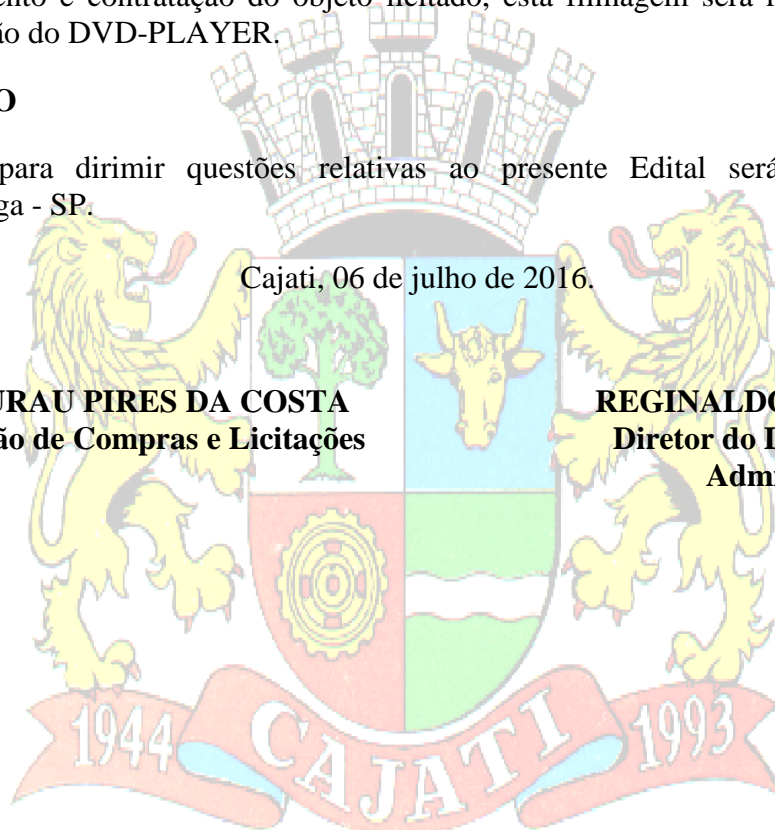 ento e contratação do objeto licitado, esta filmagem será f
ão do DVD-PLAYER.
O
para dirimir questões relativas ao presente Edital será
ga - SP.
Cajati, 06 de julho de 2016.
URAU PIRES DA COSTA
REGINALDO
ão de Compras e Licitações
Diretor do D
Admi
1944
CAJATI
1993